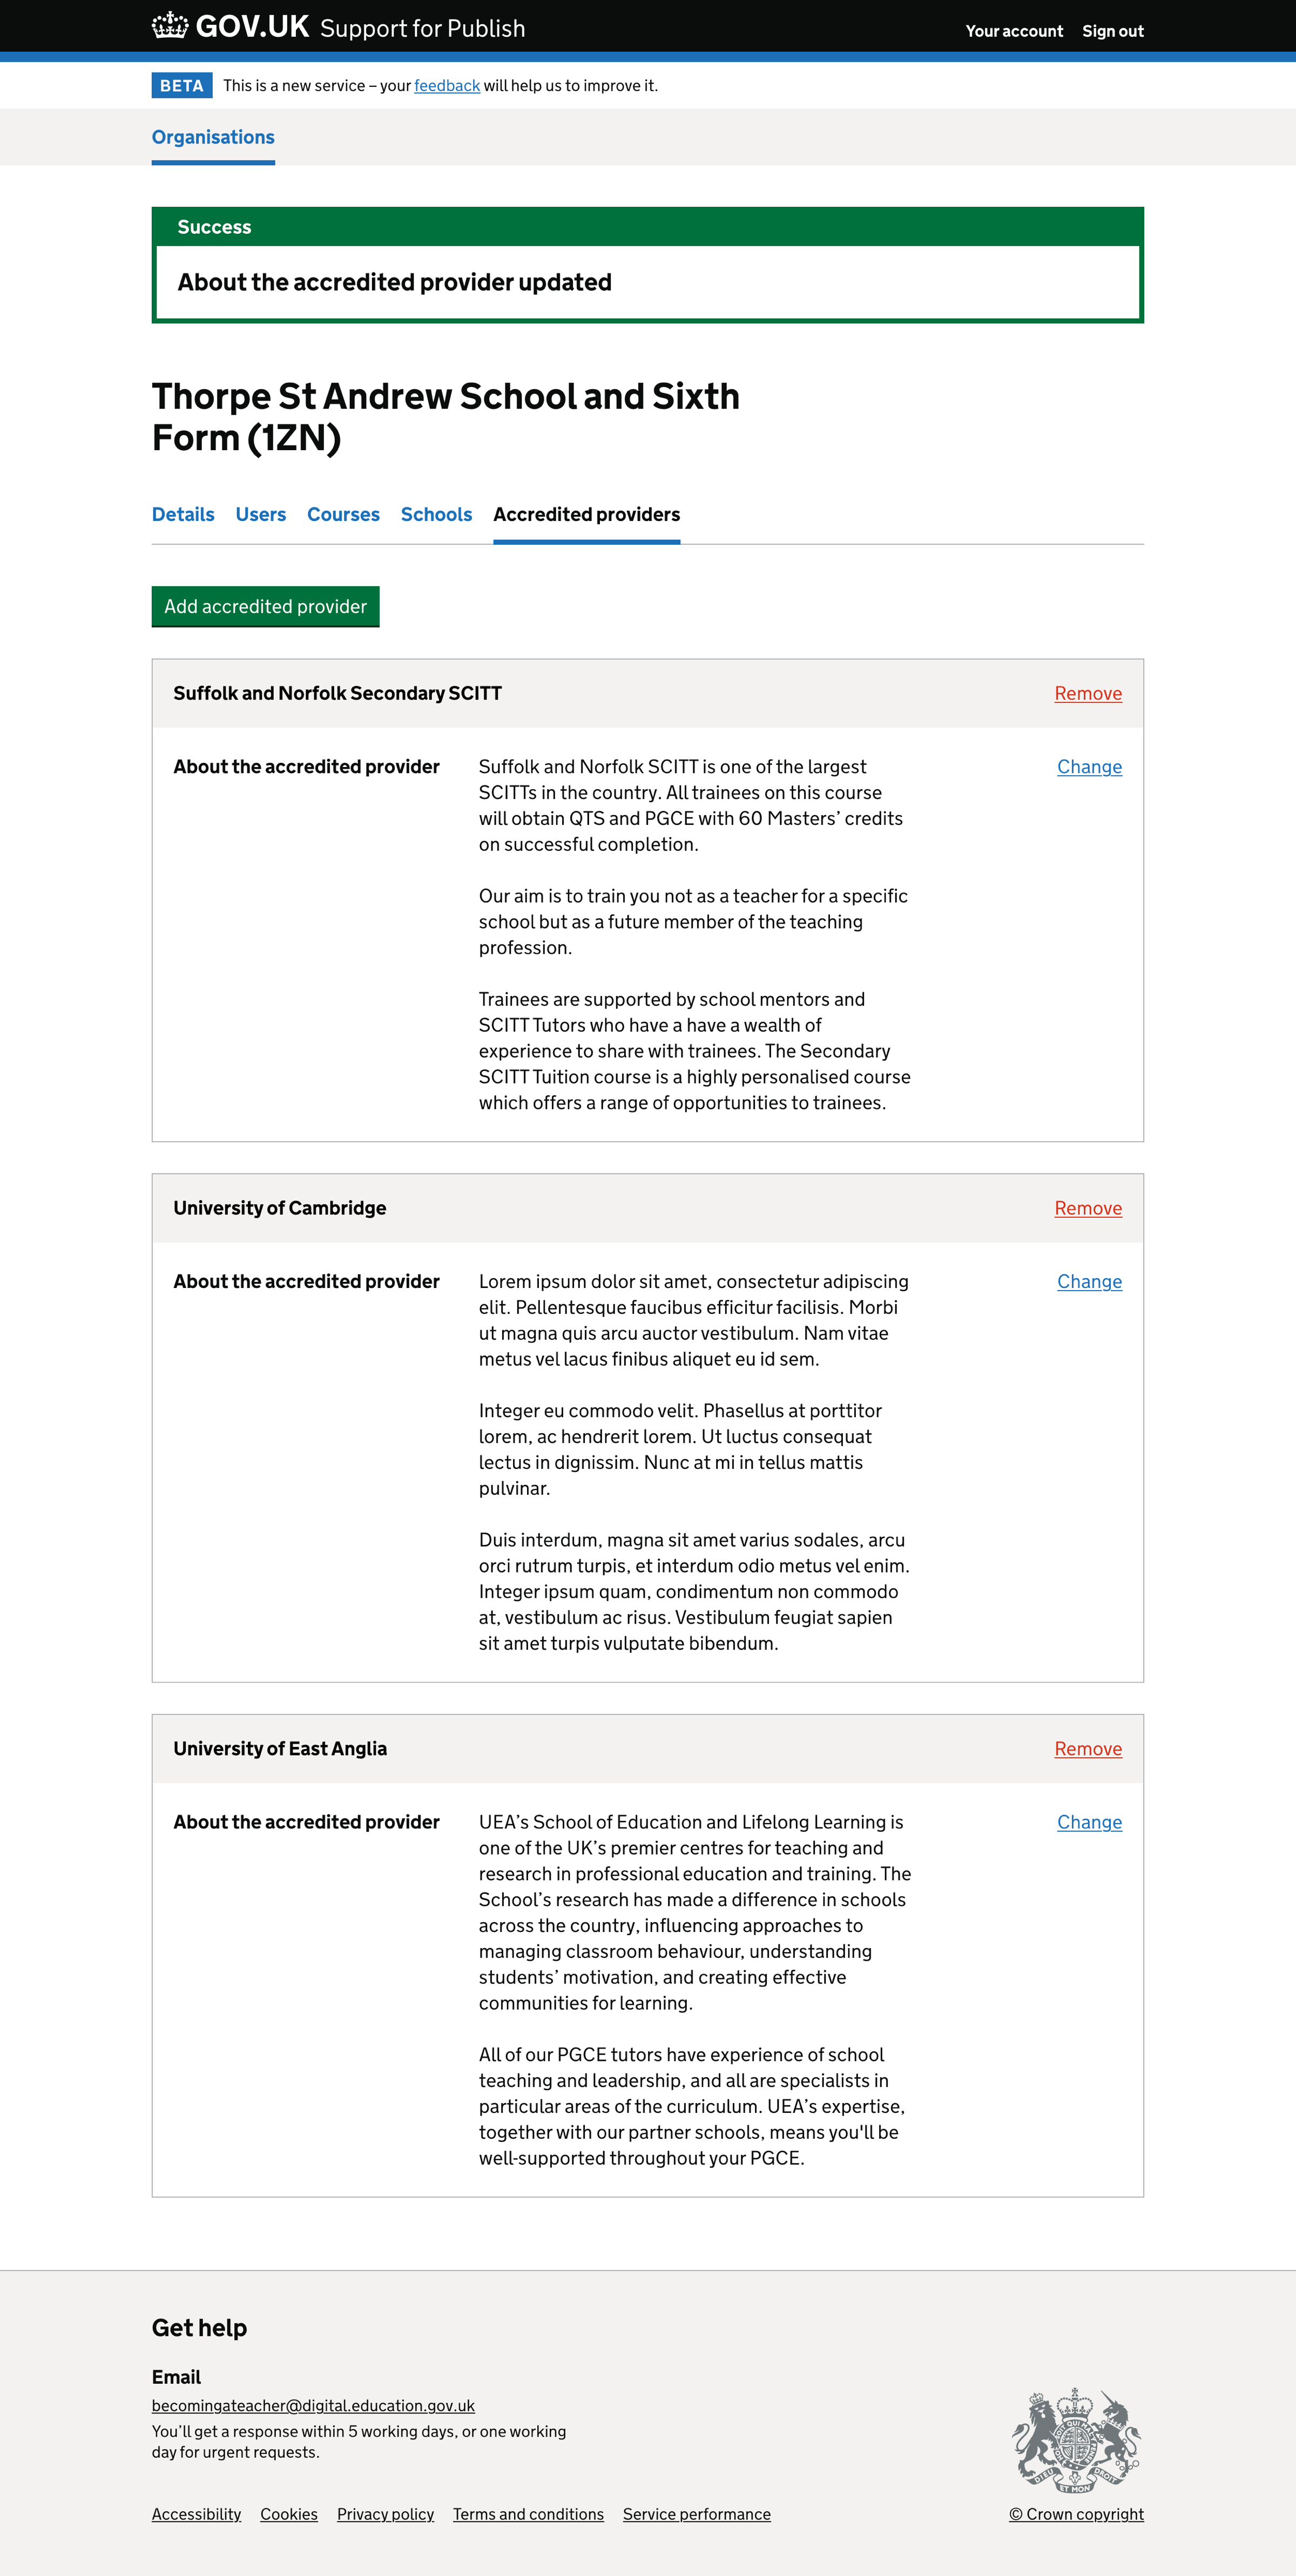 GOV.UK Support for Publish
Your account Sign out
BETA This is a new service – your feedback will help us to improve it.
Organisations
Success
About the accredited provider updated
Thorpe St Andrew School and Sixth
Form (1ZN)
Details Users Courses Schools Accredited providers
Add accredited provider
Suffolk and Norfolk Secondary SCITT Remove
About the accredited provider Suffolk and Norfolk SCITT is one of the largest Change
SCITTs in the country. All trainees on this course
will obtain QTS and PGCE with 60 Masters’ credits
on successful completion.
Our aim is to train you not as a teacher for a specific
school but as a future member of the teaching
profession.
Trainees are supported by school mentors and
SCITT Tutors who have a have a wealth of
experience to share with trainees. The Secondary
SCITT Tuition course is a highly personalised course
which offers a range of opportunities to trainees.
University of Cambridge Remove
About the accredited provider Lorem ipsum dolor sit amet, consectetur adipiscing Change
elit. Pellentesque faucibus efficitur facilisis. Morbi
ut magna quis arcu auctor vestibulum. Nam vitae
metus vel lacus finibus aliquet eu id sem.
Integer eu commodo velit. Phasellus at porttitor
lorem, ac hendrerit lorem. Ut luctus consequat
lectus in dignissim. Nunc at mi in tellus mattis
pulvinar.
Duis interdum, magna sit amet varius sodales, arcu
orci rutrum turpis, et interdum odio metus vel enim.
Integer ipsum quam, condimentum non commodo
at, vestibulum ac risus. Vestibulum feugiat sapien
sit amet turpis vulputate bibendum.
University of East Anglia Remove
About the accredited provider UEA’s School of Education and Lifelong Learning is Change
one of the UK’s premier centres for teaching and
research in professional education and training. The
School’s research has made a difference in schools
across the country, influencing approaches to
managing classroom behaviour, understanding
students’ motivation, and creating effective
communities for learning.
All of our PGCE tutors have experience of school
teaching and leadership, and all are specialists in
particular areas of the curriculum. UEA’s expertise,
together with our partner schools, means you'll be
well-supported throughout your PGCE.
Get help
Email
becomingateacher@digital.education.gov.uk
You’ll get a response within 5 working days, or one working
day for urgent requests.
DIEU ET MON DROIT
Accessibility Cookies Privacy policy Terms and conditions Service performance © Crown copyright